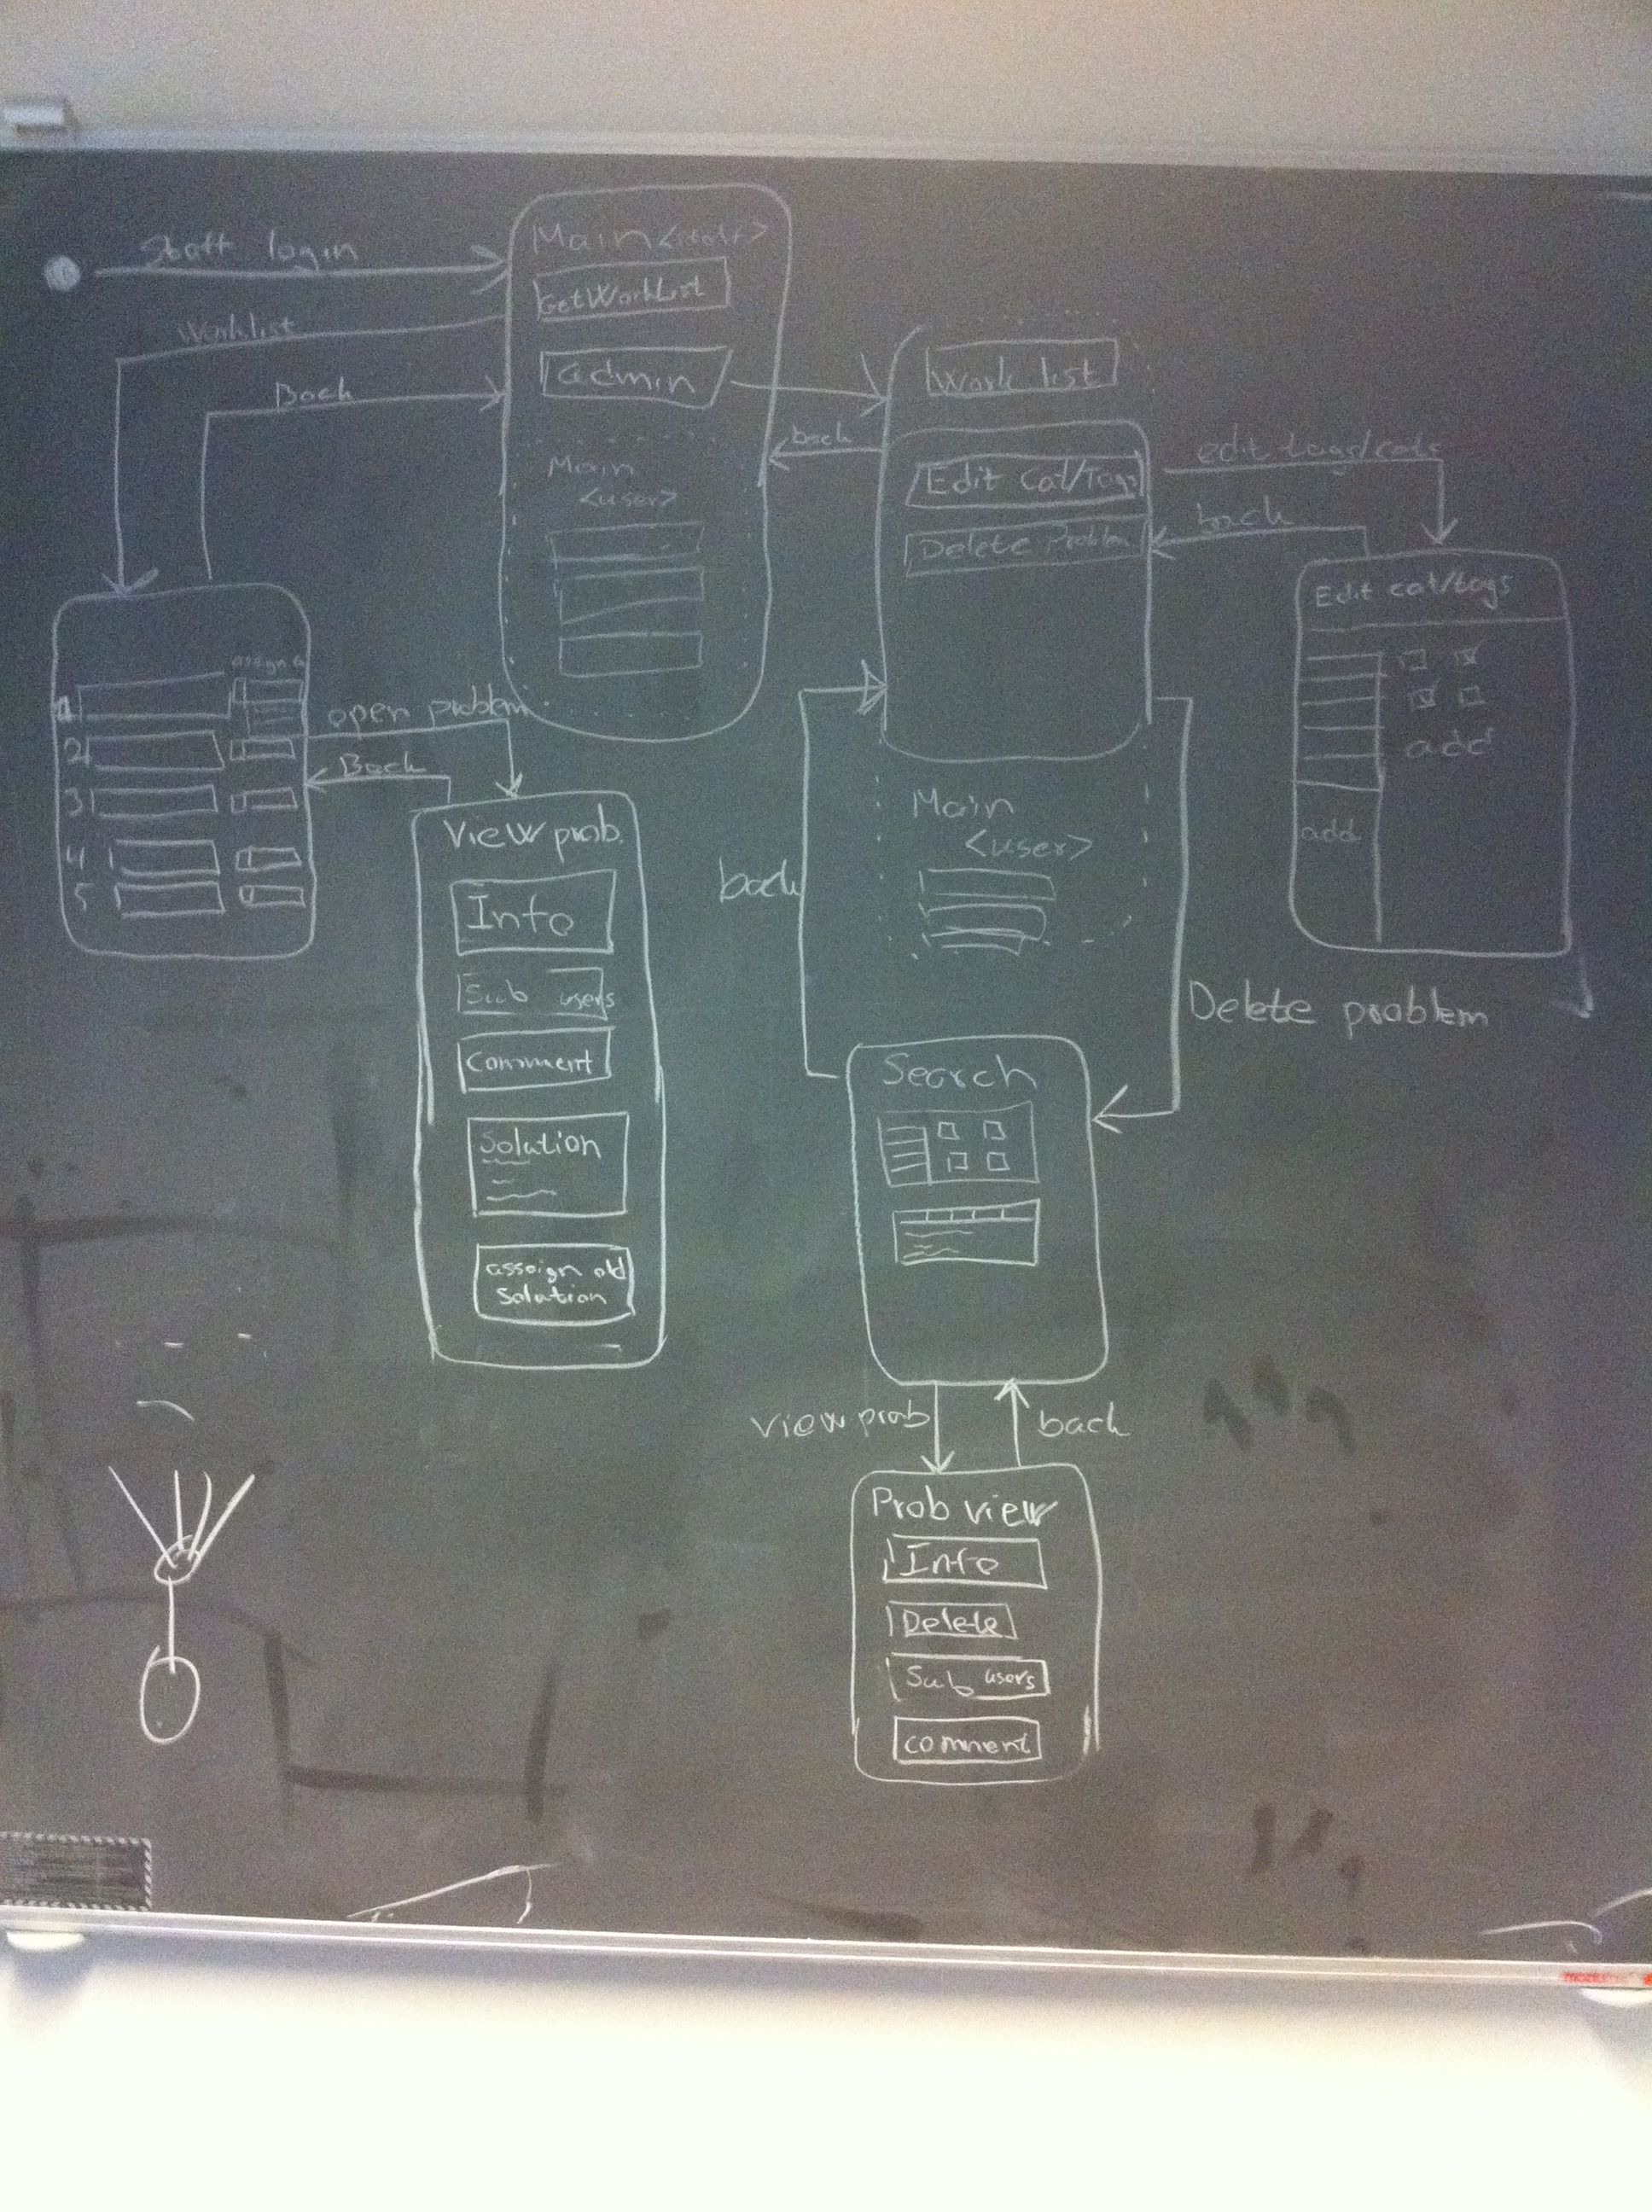 Staff login
Main <staff>
GetWorkList
Worklist
admin
Back
back
Work list
Main
<user>
Edit Cat/Tags
Delete Problem
edit tags/cats
back
Edit cat/tags
add
add
assign
1
2
3
4
5
open problem
Back
View prob.
Info
Sub users
Comment
Solution
assoign old
Solution
Main
<user>
back
Delete problem
Search
view prob
back
Prob view
Info
Delete
Sub users
comment